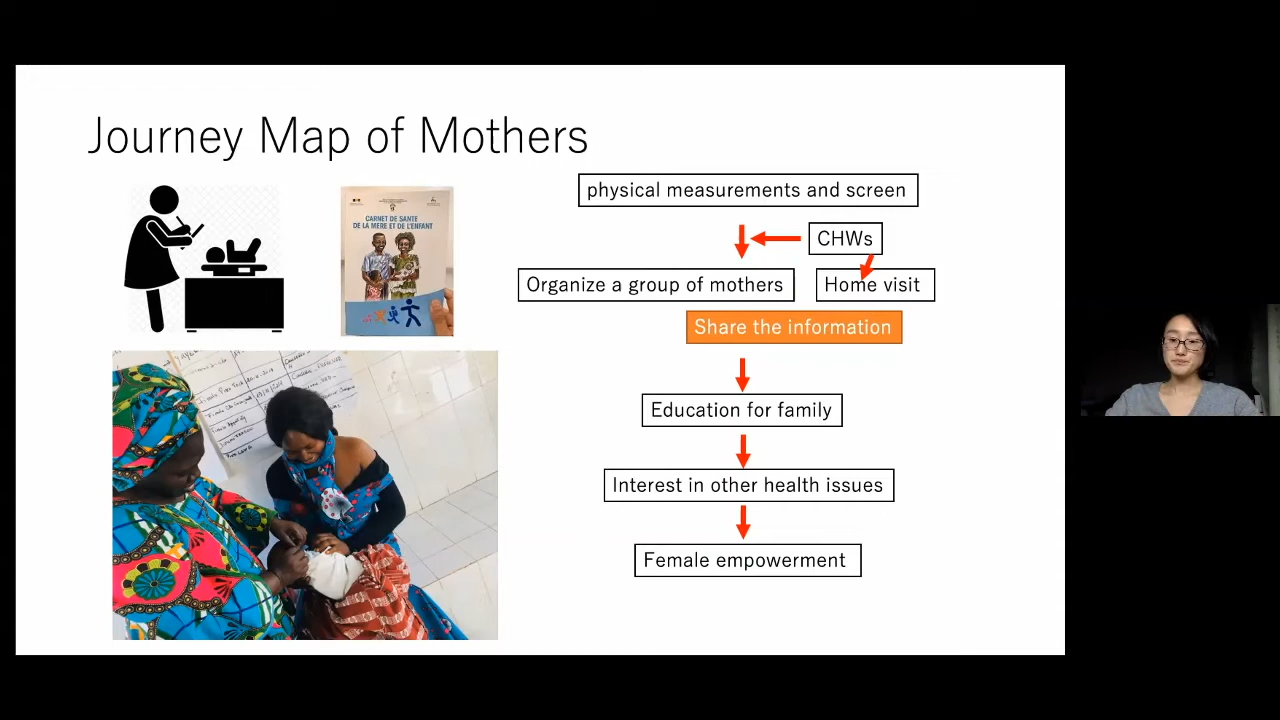 Journey Map of Mothers
CARNET DE SANTE
DE LA MERE ET DE L'ENFANT
physical measurements and screen
CHWs
Organize a group of mothers
Home visit
Share the information
Education for family
Interest in other health issues
Female empowerment